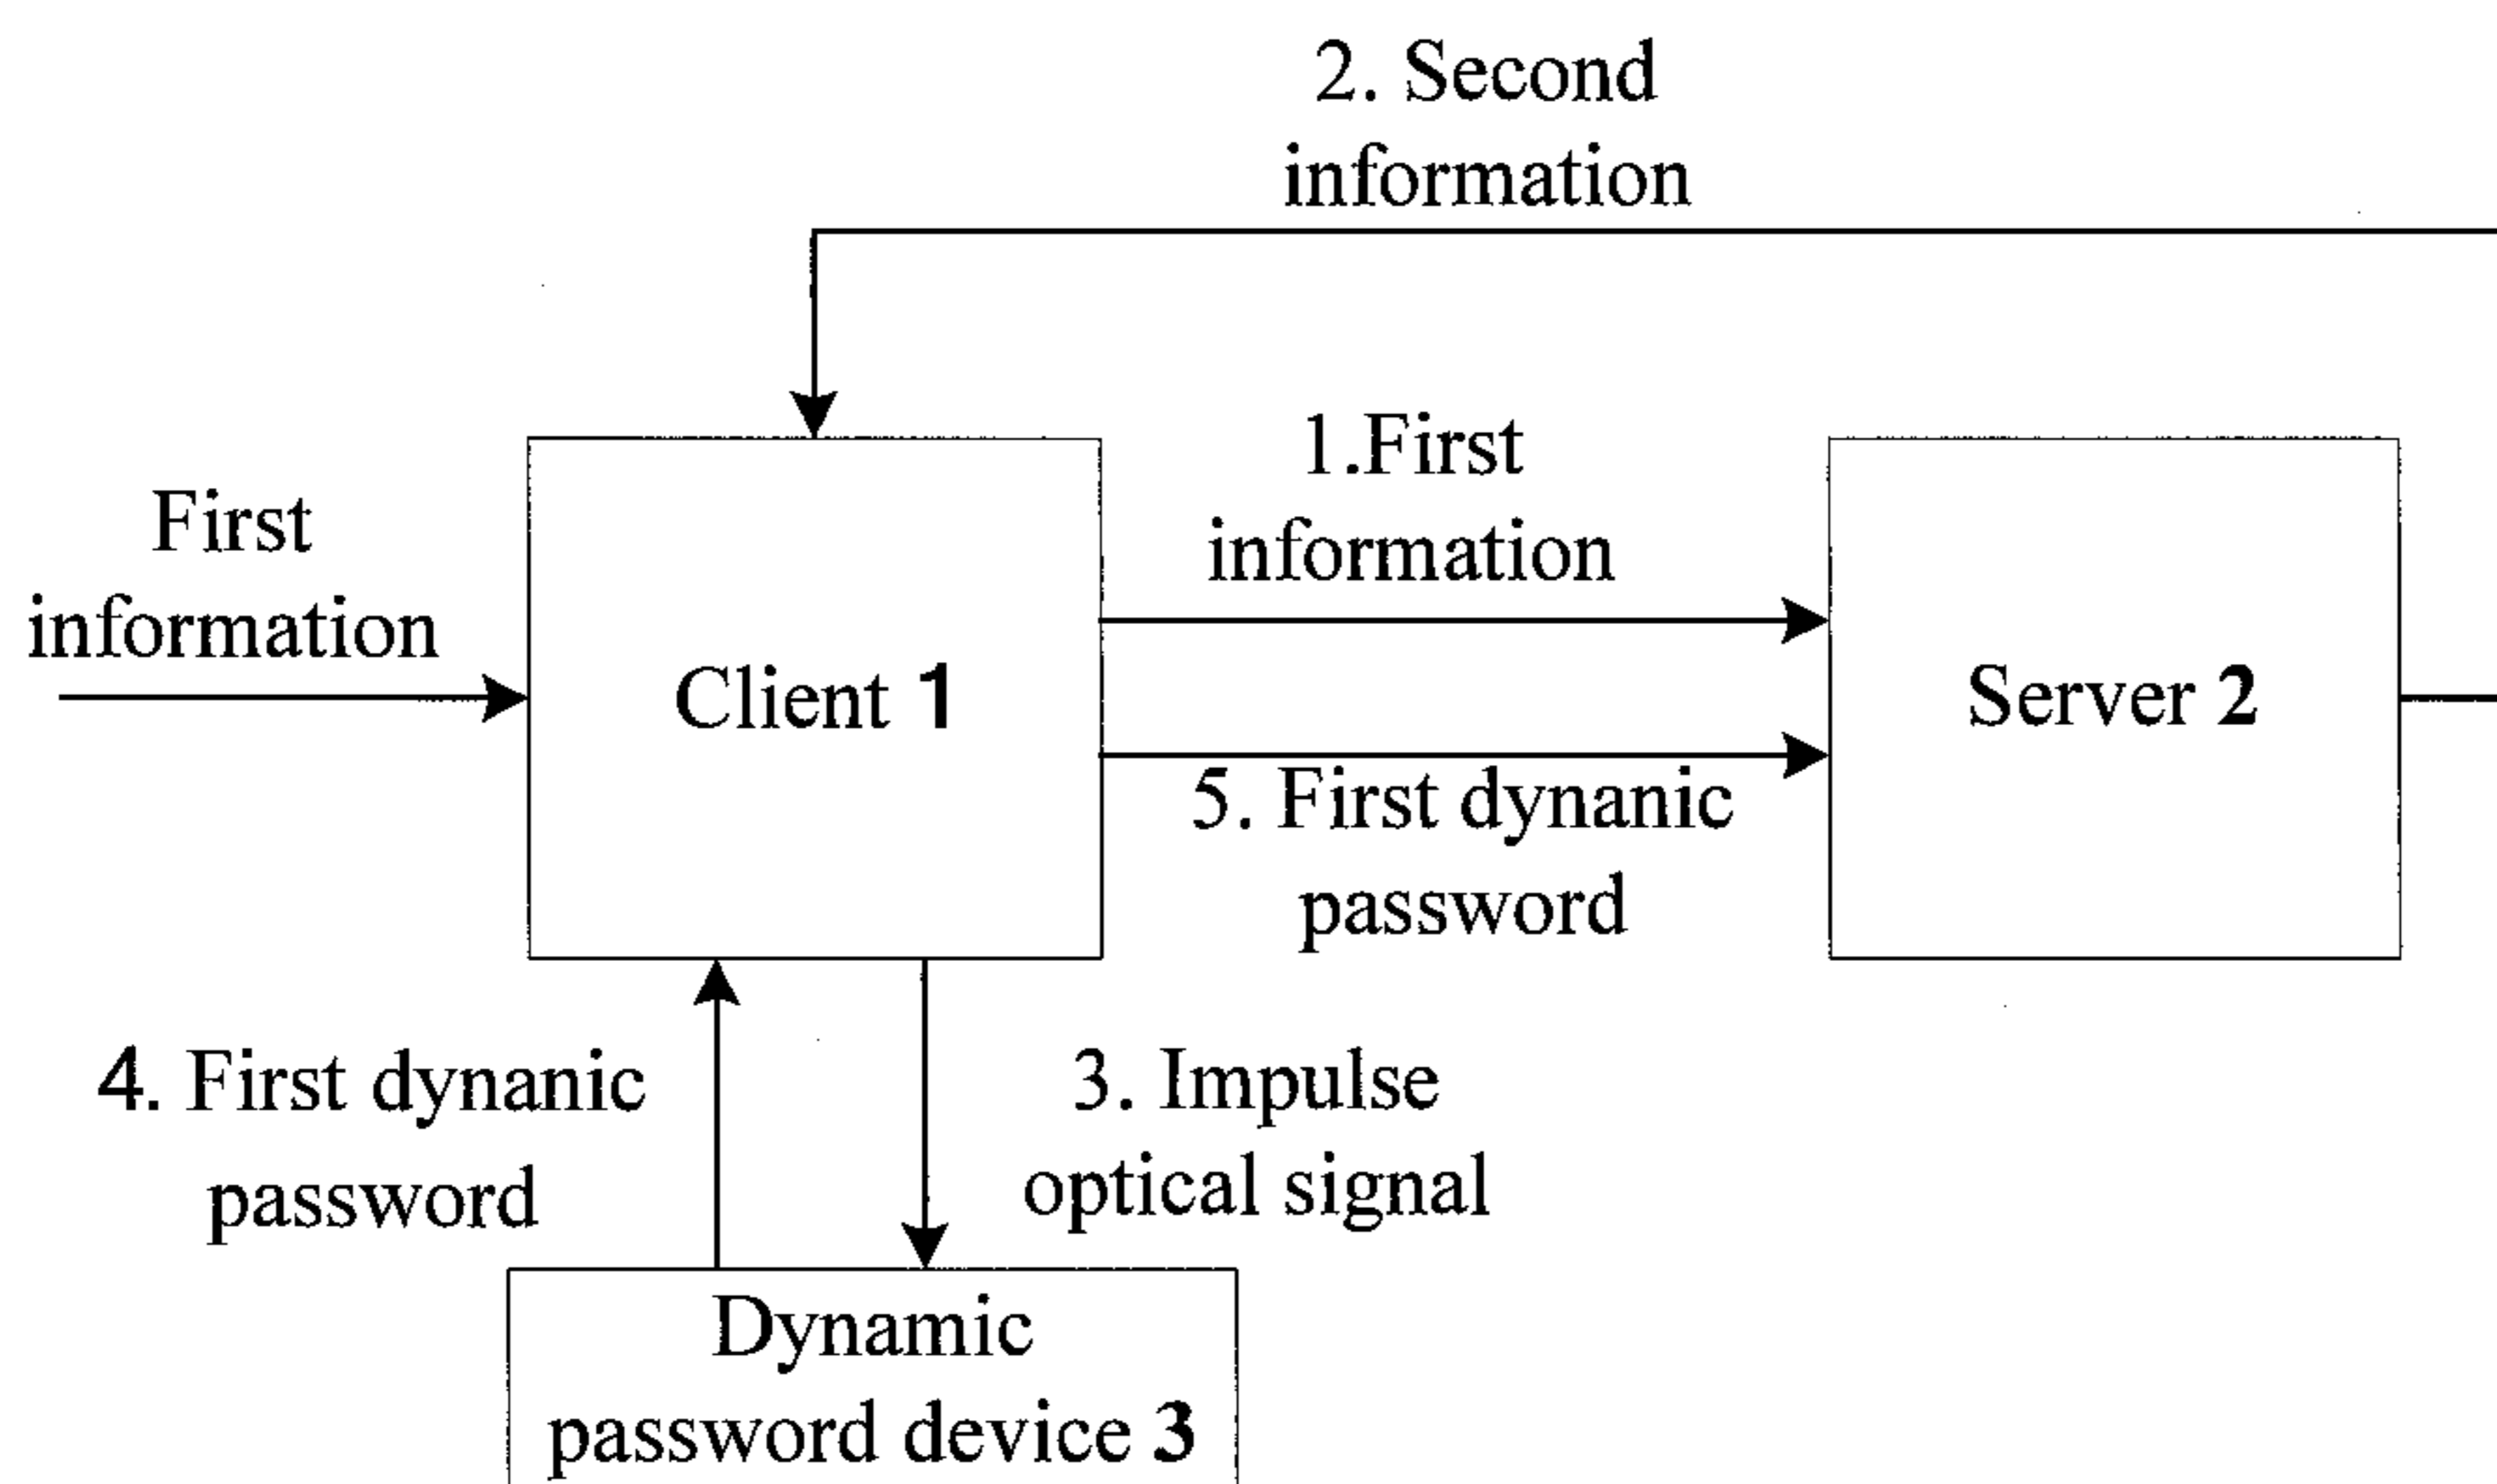 2. Second
information
First
information
Client 1
1.First
information
5. First dynanic
password
Server 2
4. First dynanic
password
3. Impulse
optical signal
Dynamic
password device 3